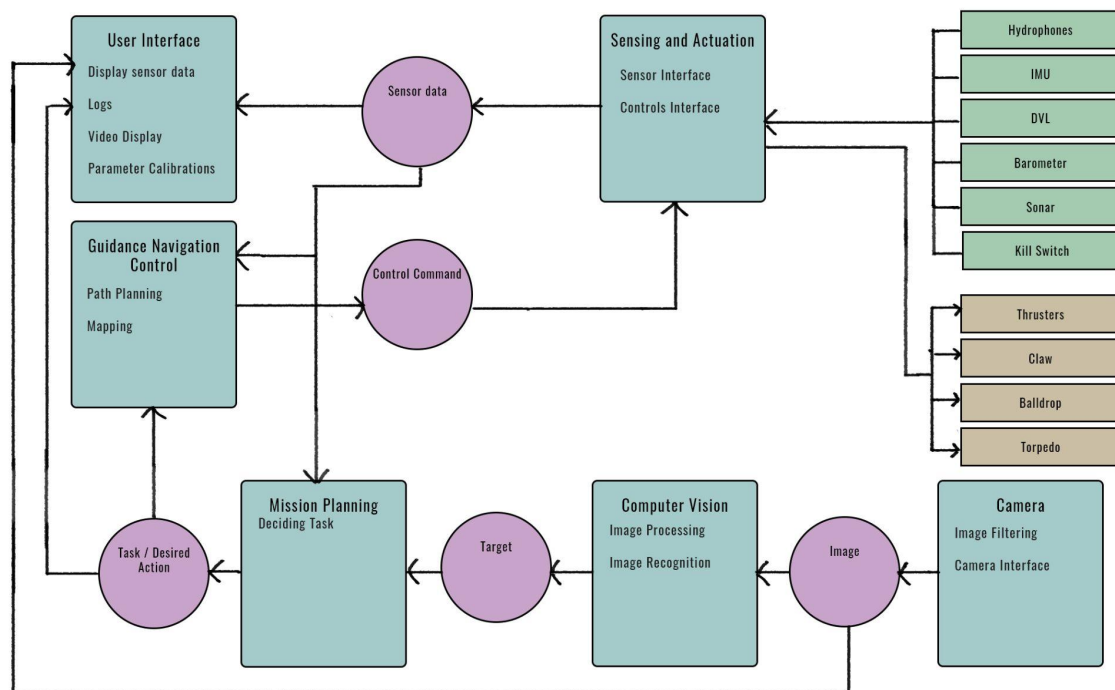 User Interface
Display sensor data
Logs
Video Display
Parameter Calibrations
Sensor data
Sensing and Actuation
Sensor Interface
Controls Interface
Hydrophones
IMU
DVL
Barometer
Sonar
Kill Switch
Guidance Navigation
Control
Path Planning
Mapping
Control Command
Thrusters
Claw
Balldrop
Torpedo
Task / Desired
Action
Mission Planning
Deciding Task
Target
Computer Vision
Image Processing
Image Recognition
Image
Camera
Image Filtering
Camera Interface